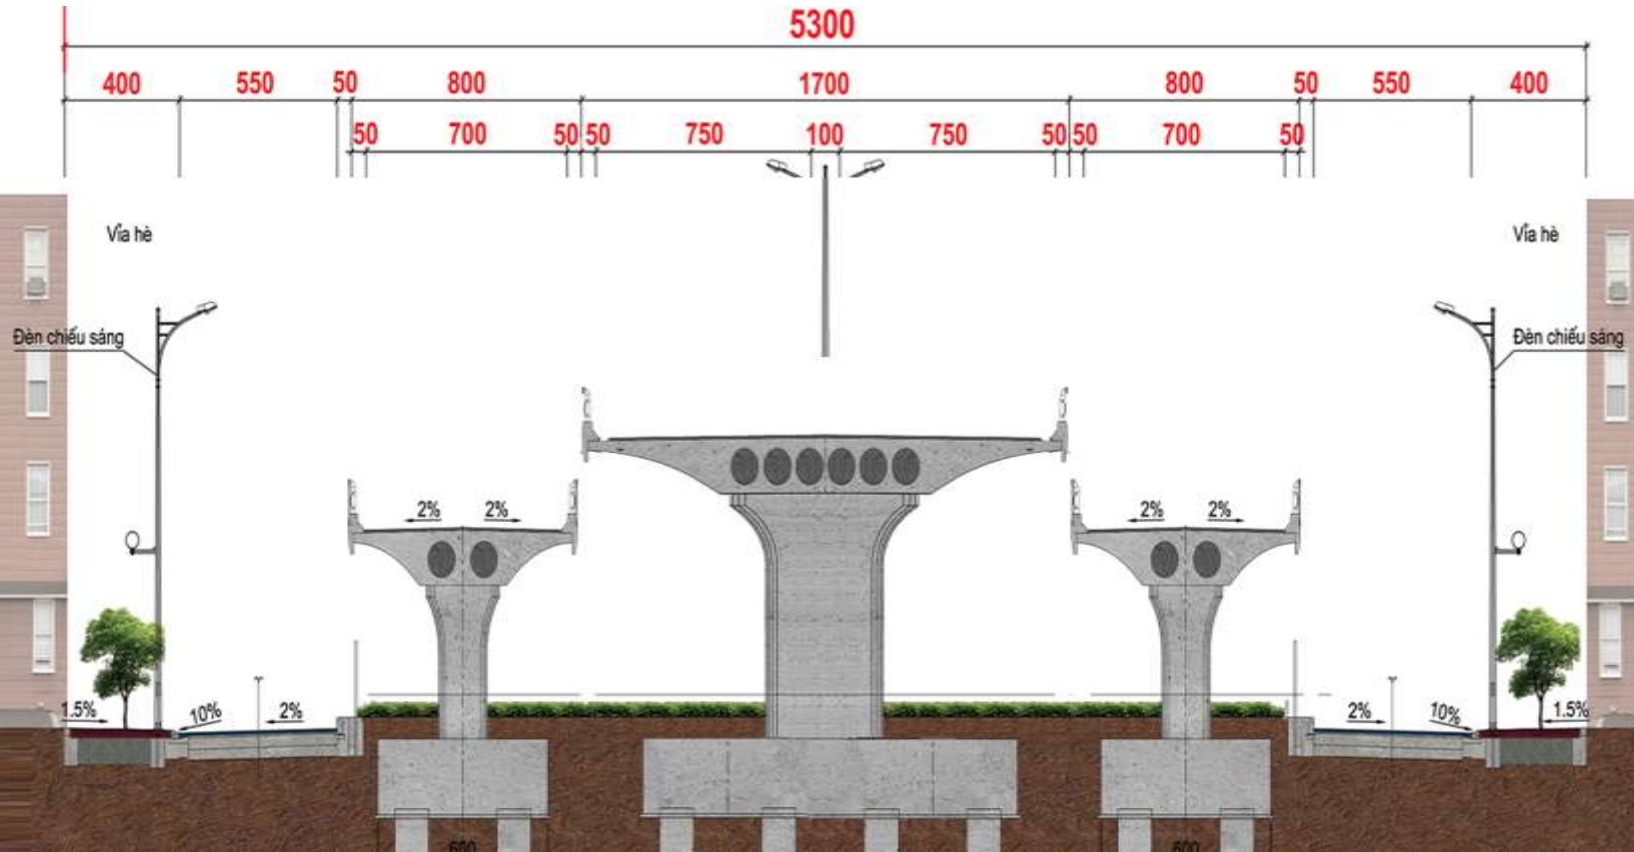 5300
400 550 50 800 1700 800 50 550 400
50 700 50 50 750 100 750 50 50 700 50
Vỉa hè Vỉa hè
Đèn chiếu sáng Đèn chiếu sáng
2% 2% 2% 2%
1.5% 10% 2% 2% 10% 1.5%
600 600